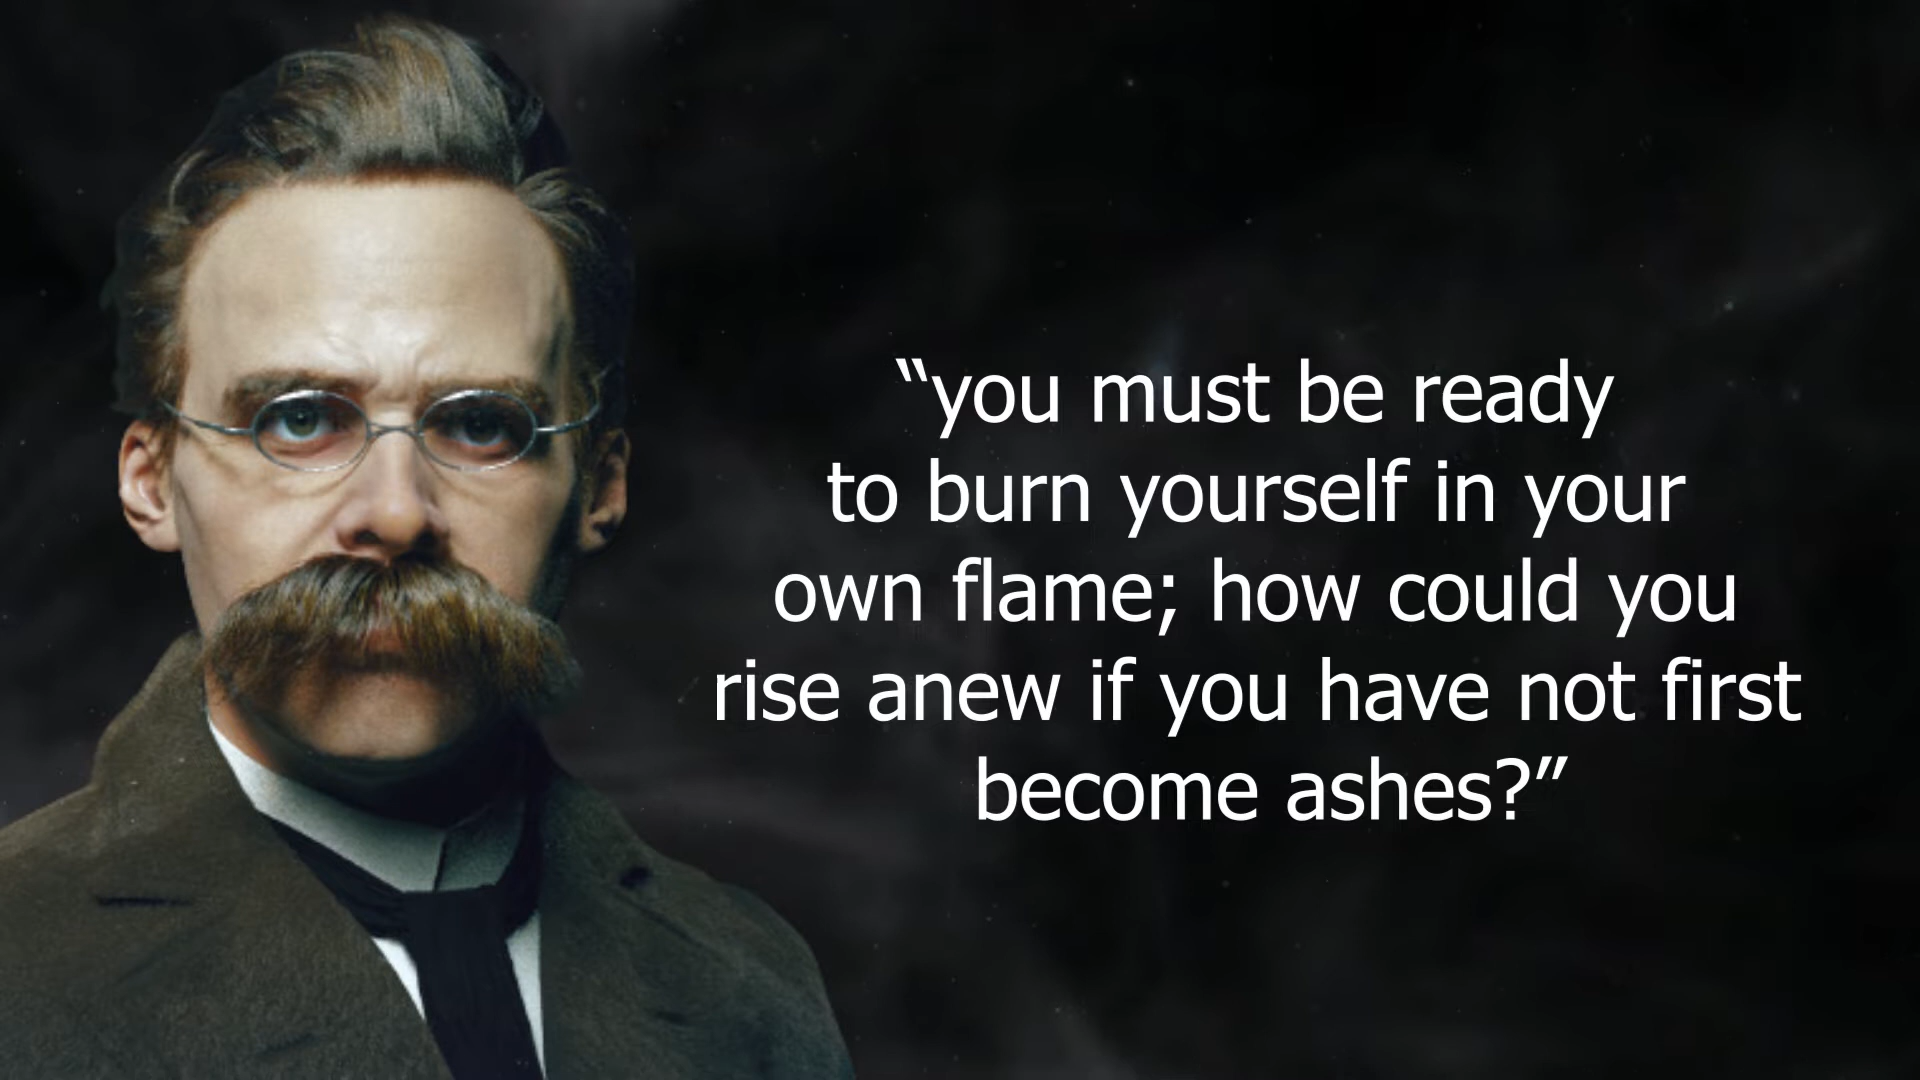 “you must be ready
to burn yourself in your
own flame; how could you
rise anew if you have not first
become ashes?”